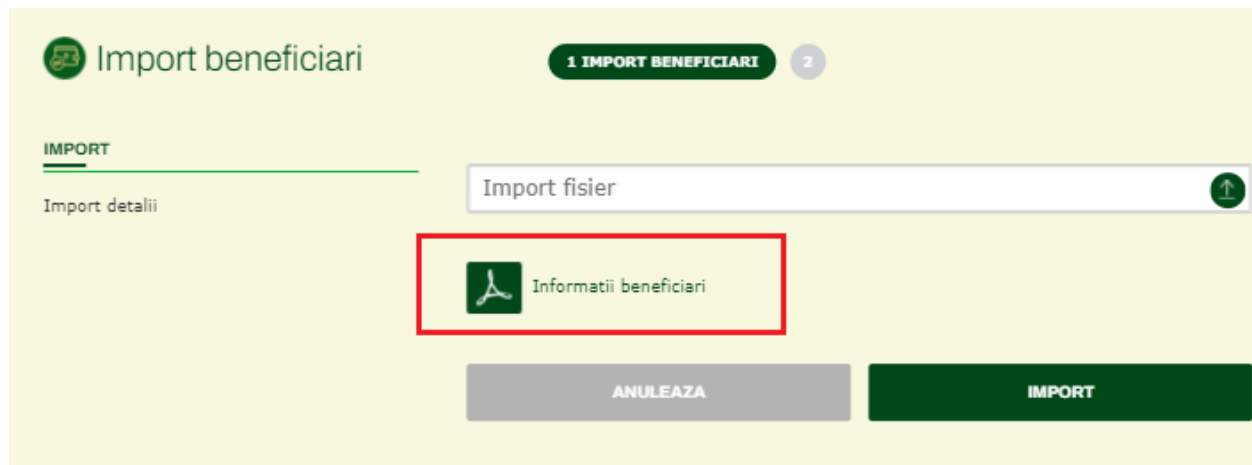 Import beneficiari
1 IMPORT BENEFICIARI
2
IMPORT
Import detalii
Import fisier
Informatii beneficiari
ANULEAZA
IMPORT